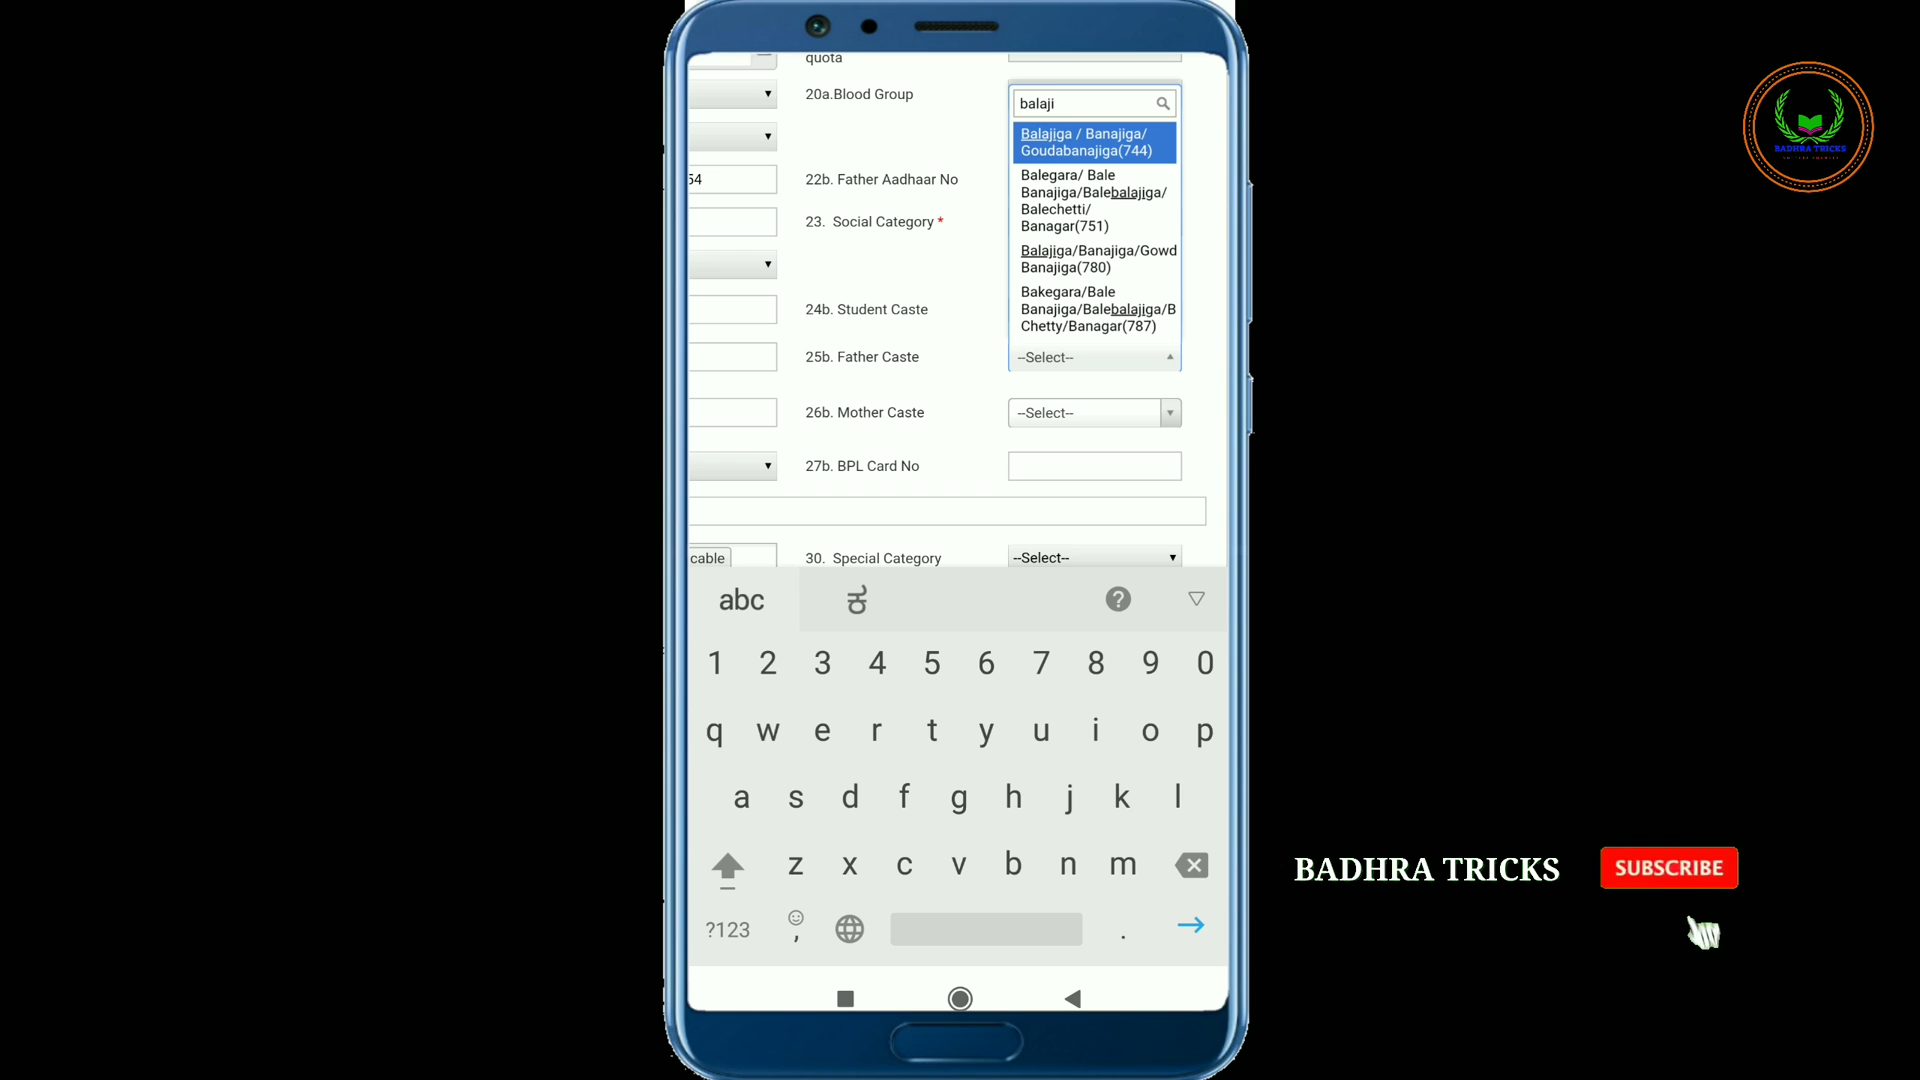 quota
20a.Blood Group
balaji
Balajiga / Banajiga/
Goudabanajiga(744)
Balegara/ Bale
Banajiga/Balebalajiga/
Balechetti/
Banagar(751)
Balajiga/Banajiga/Gowd
Banajiga(780)
Bakegara/Bale
Banajiga/Balebalajiga/B
Chetty/Banagar(787)
54
22b. Father Aadhaar No
23. Social Category *
24b. Student Caste
25b. Father Caste
--Select--
26b. Mother Caste
--Select--
27b. BPL Card No
cable
30. Special Category
--Select--
abc
ಕ
1 2 3 4 5 6 7 8 9 0
q w e r t y u i o p
a s d f g h j k l
z x c v b n m
?123 , .
BADHRA TRICKS
BADHRA TRICKS
SUBSCRIBE